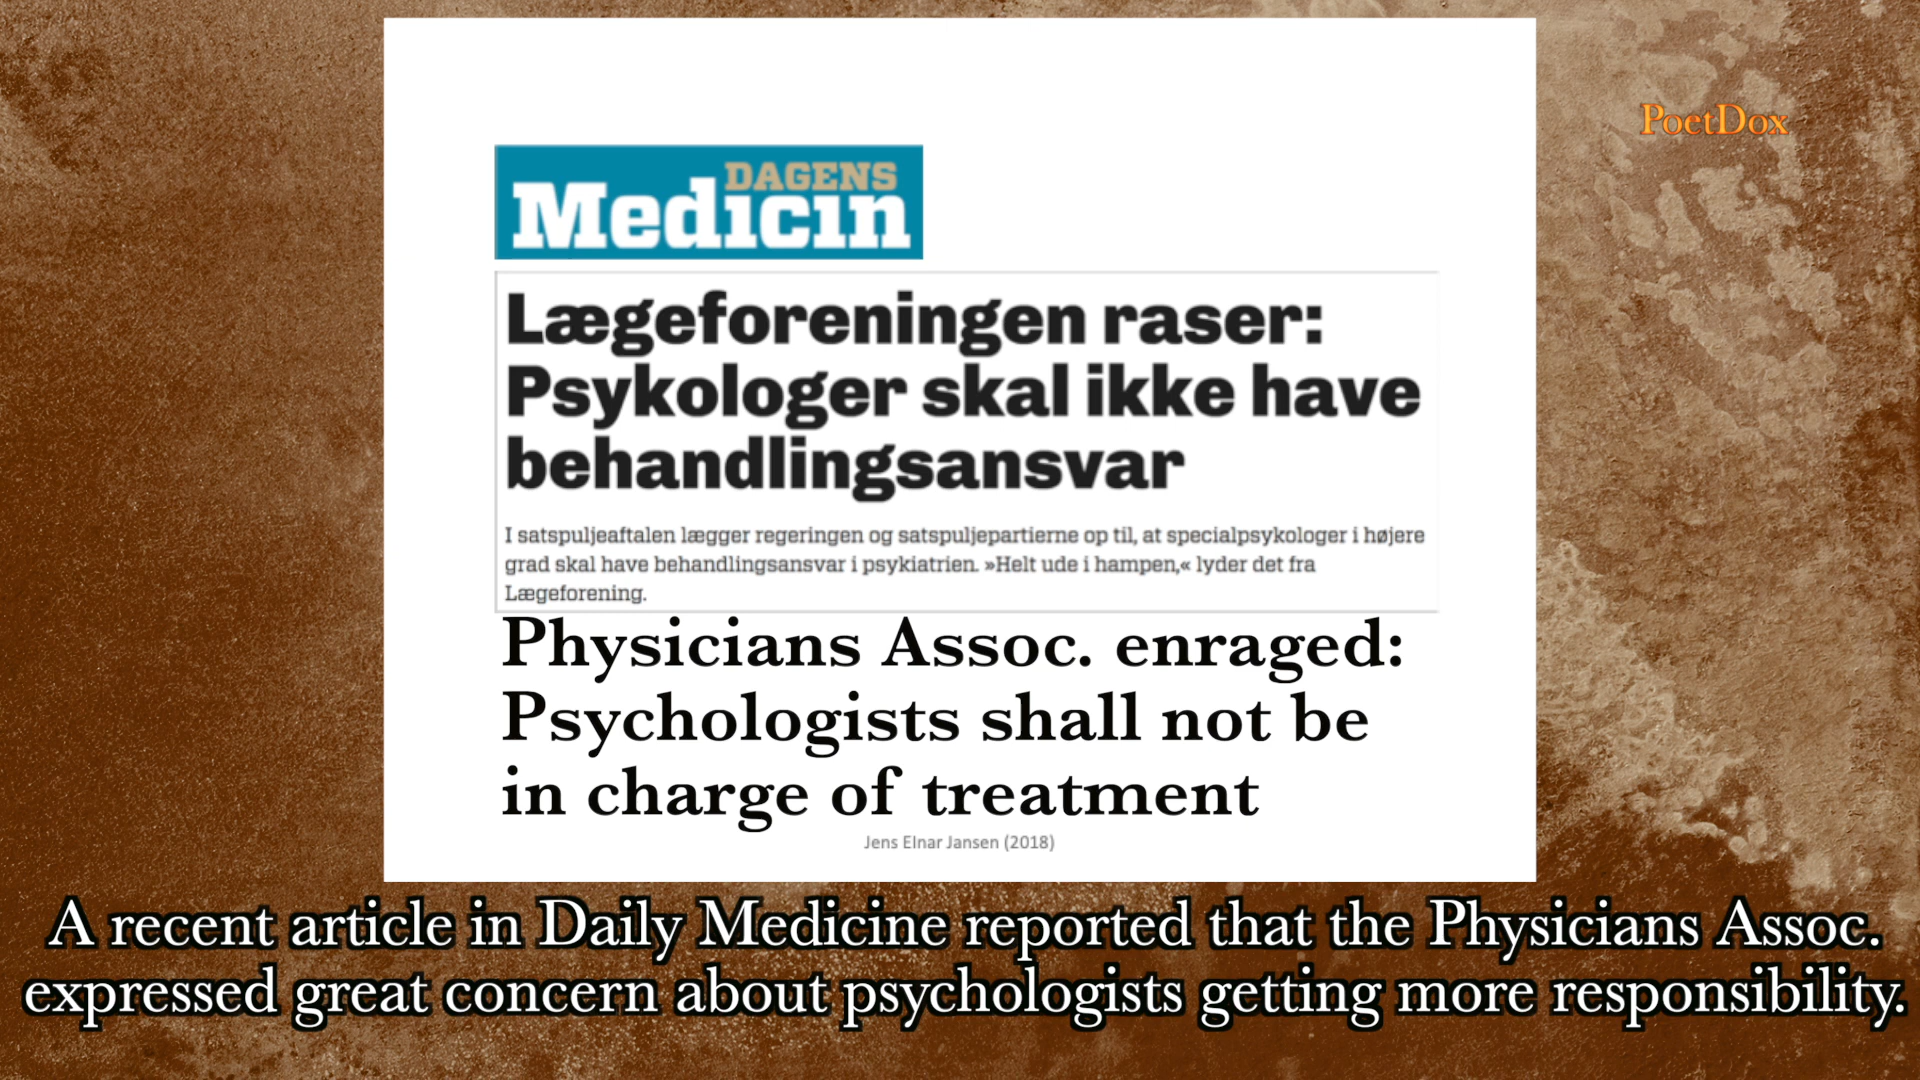 PoetDox
DAGENS
Medicin
Lægeforeningen raser:
Psykologer skal ikke have
behandlingsansvar
I satspuljeaftalen lægger regeringen og satspuljepartierne op til, at specialpsykologer i højere
grad skal have behandlingsansvar i psykiatrien. »Helt ude i hampen,« lyder det fra
Lægeforening.
Physicians Assoc. enraged:
Psychologists shall not be
in charge of treatment
Jens EInar Jansen (2018)
A recent article in Daily Medicine reported that the Physicians Assoc.
expressed great concern about psychologists getting more responsibility.